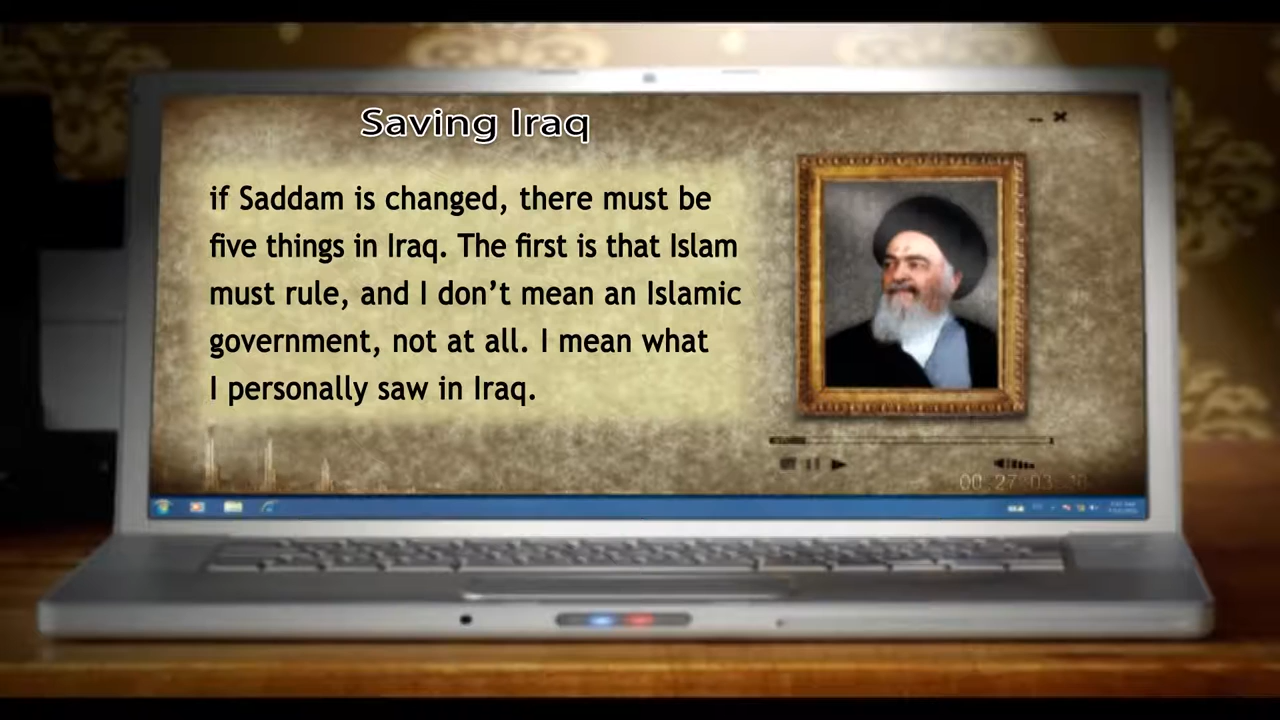 Saving Iraq
if Saddam is changed, there must be
five things in Iraq. The first is that Islam
must rule, and I don’t mean an Islamic
government, not at all. I mean what
I personally saw in Iraq.